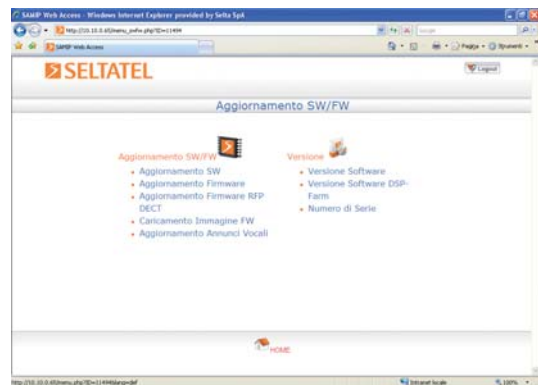 SAMIP Web Access - Windows Internet Explorer provided by Selta SpA
SAMIP Web Access
Pagina
Strumenti
SELTATEL
Logout
Aggiornamento SW/FW
Aggiornamento SW/FW
Aggiornamento SW
Aggiornamento Firmware
Aggiornamento Firmware RFP
DECT
Caricamento Immagine FW
Aggiornamento Annunci Vocali
Versione
Versione Software
Versione Software DSP-
Farm
Numero di Serie
HOME
Intranet locale
100%